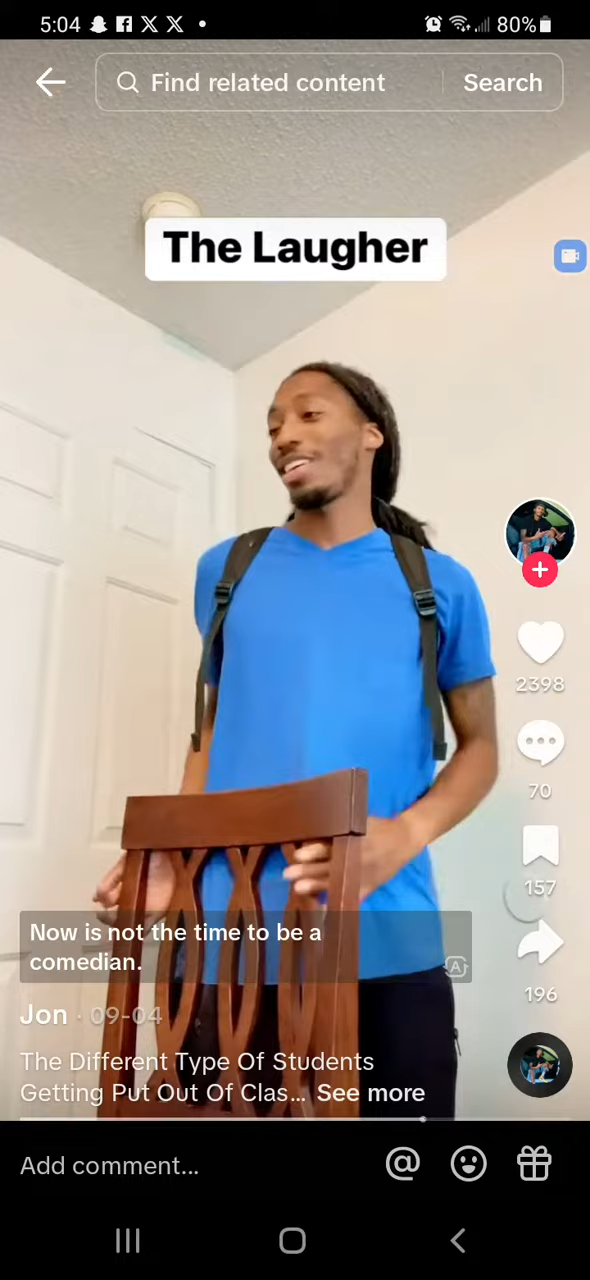 5:04
80%
Find related content
Search
The Laugher
2398
70
157
196
Now is not the time to be a
comedian.
Jon · 09-04
The Different Type Of Students
Getting Put Out Of Clas... See more
Add comment...